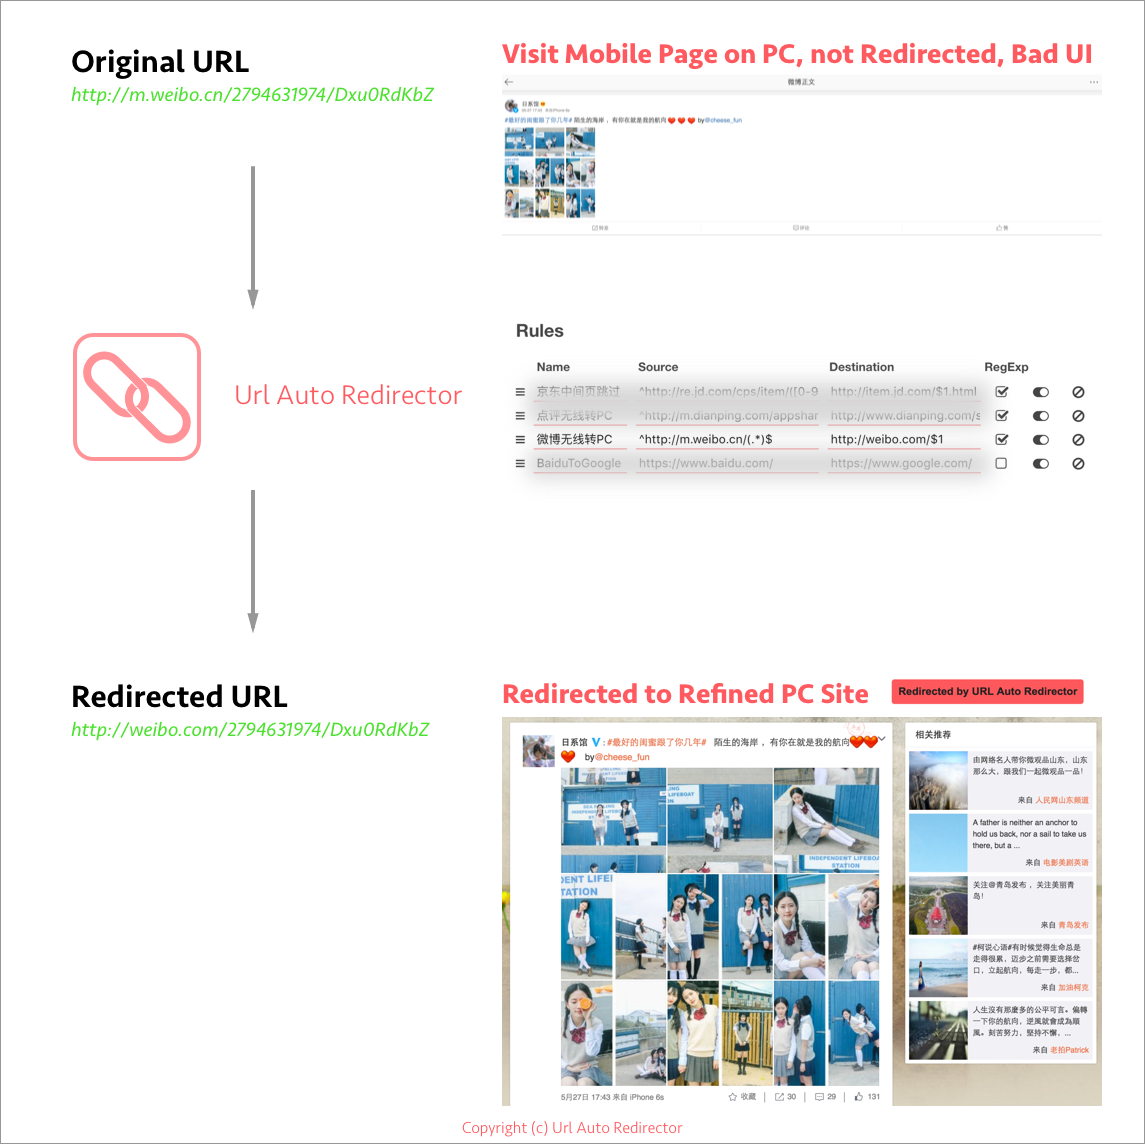 Original URL
http://m.weibo.cn/2794631974/Dxu0RdKbZ
Visit Mobile Page on PC, not Redirected, Bad UI
微博正文
日系馆
#最好的闺蜜跟了你几年# 陌生的海岸，有你在就是我的航向 by@cheese_fun
转发
评论
赞
Url Auto Redirector
Rules
Name Source Destination RegExp
京东中间页跳过 ^http://re.jd.com/cps/item/([0-9 http://item.jd.com/$1.html
点评无线转PC ^http://m.dianping.com/appshar http://www.dianping.com/s
微博无线转PC ^http://m.weibo.cn/(.*)$ http://weibo.com/$1
BaiduToGoogle https://www.baidu.com/ https://www.google.com/
Redirected URL
http://weibo.com/2794631974/Dxu0RdKbZ
Redirected to Refined PC Site
Redirected by URL Auto Redirector
日系馆 V：#最好的闺蜜跟了你几年# 陌生的海岸，有你在就是我的航向
by@cheese_fun
LIFEBOAT
STATION
INDEPENDENT LIFEBOA
STATION
DENT LIFEI
STATION
5月27日 17:43 来自 iPhone 6s
收藏 30 29 131
相关推荐
由网络名人带你微观品山东，山东
那么大，跟我们一起微观品一品！
来自 人民网山东频道
A father is neither an anchor to
hold us back, nor a sail to take us
there, but a ...
来自 电影美剧英语
关注@青岛发布 ，关注美丽青
岛！
来自 青岛发布
#柯说心语#有时候觉得生命总是
走得很累，迈步之前需要选择岔
口，立起航向，每走一步，都...
来自 加油柯克
人生沒有那麼多的公平可言。偏轉
一下你的航向，逆風就會成為順
風。刻苦努力，堅持不懈，...
来自 老拍Patrick
Copyright (c) Url Auto Redirector